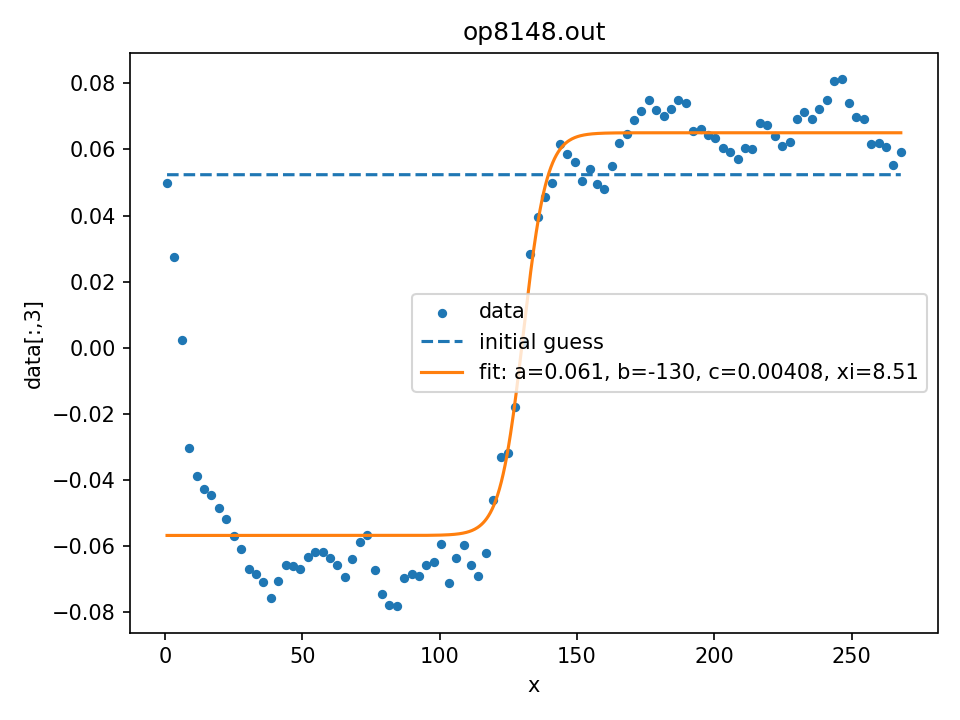 op8148.out
0.08
0.06
0.04
0.02
0.00
−0.02
−0.04
−0.06
−0.08
data[:,3]
data
initial guess
fit: a=0.061, b=-130, c=0.00408, xi=8.51
0 50 100 150 200 250
x